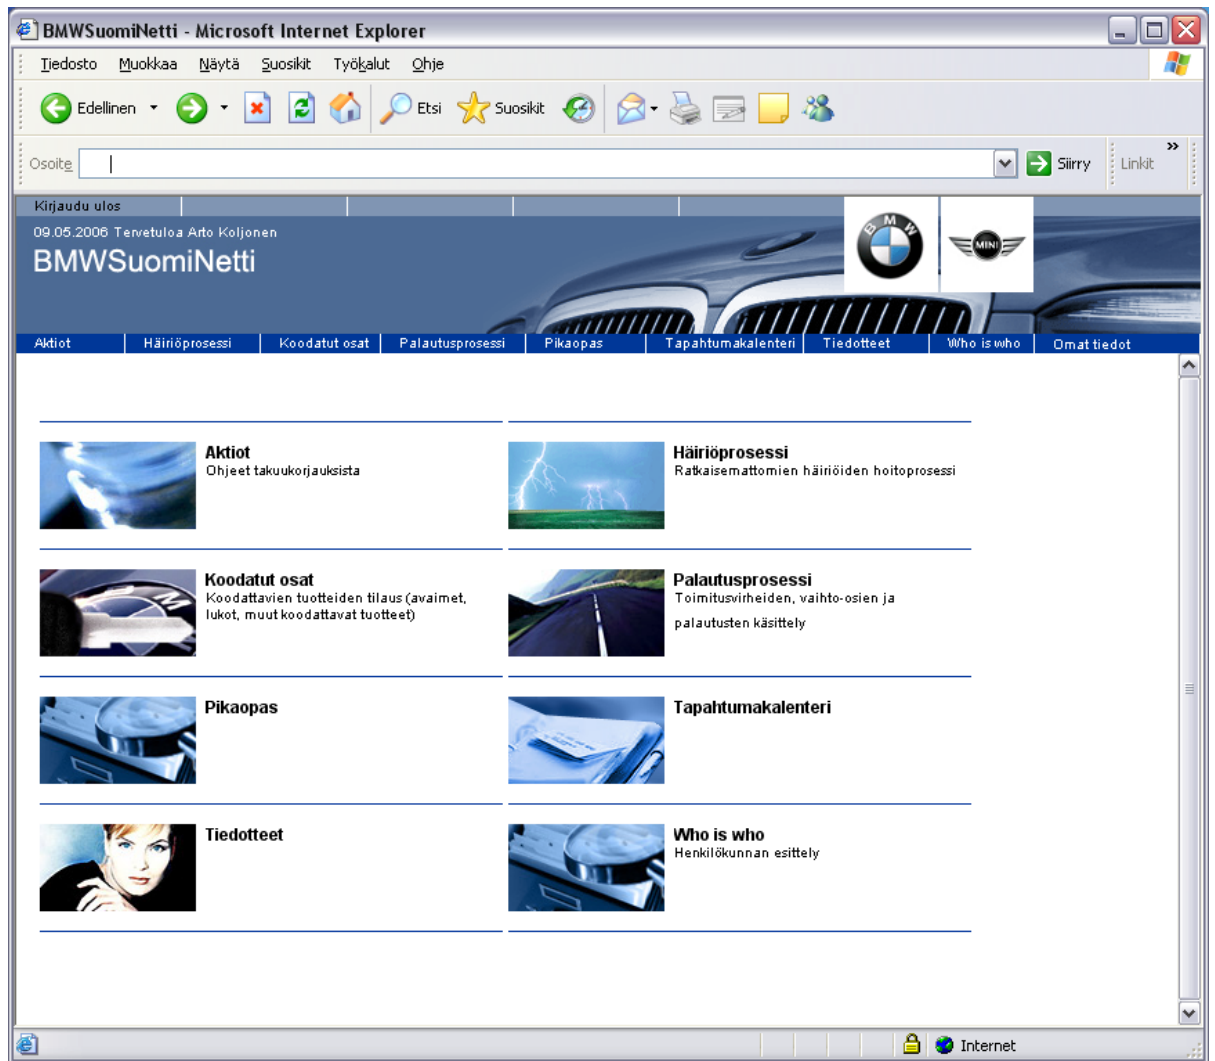 BMWSuomiNetti - Microsoft Internet Explorer
Tiedosto Muokkaa Näytä Suosikit Työkalut Ohje
Edellinen Etsi Suosikit
Osoite Siirry Linkit »
Kirjaudu ulos
09.05.2006 Tervetuloa Arto Koljonen
BMWSuomiNetti
BMW
MINI
Aktiot Häiriöprosessi Koodatut osat Palautusprosessi Pikaopas Tapahtumakalenteri Tiedotteet Who is who Omat tiedot
Aktiot
Ohjeet takuukorjauksista
Häiriöprosessi
Ratkaisemattomien häiriöiden hoitoprosessi
Koodatut osat
Koodattavien tuotteiden tilaus (avaimet,
lukot, muut koodattavat tuotteet)
Palautusprosessi
Toimitusvirheiden, vaihto-osien ja
palautusten käsittely
Pikaopas
Tapahtumakalenteri
Tiedotteet
Who is who
Henkilökunnan esittely
Internet